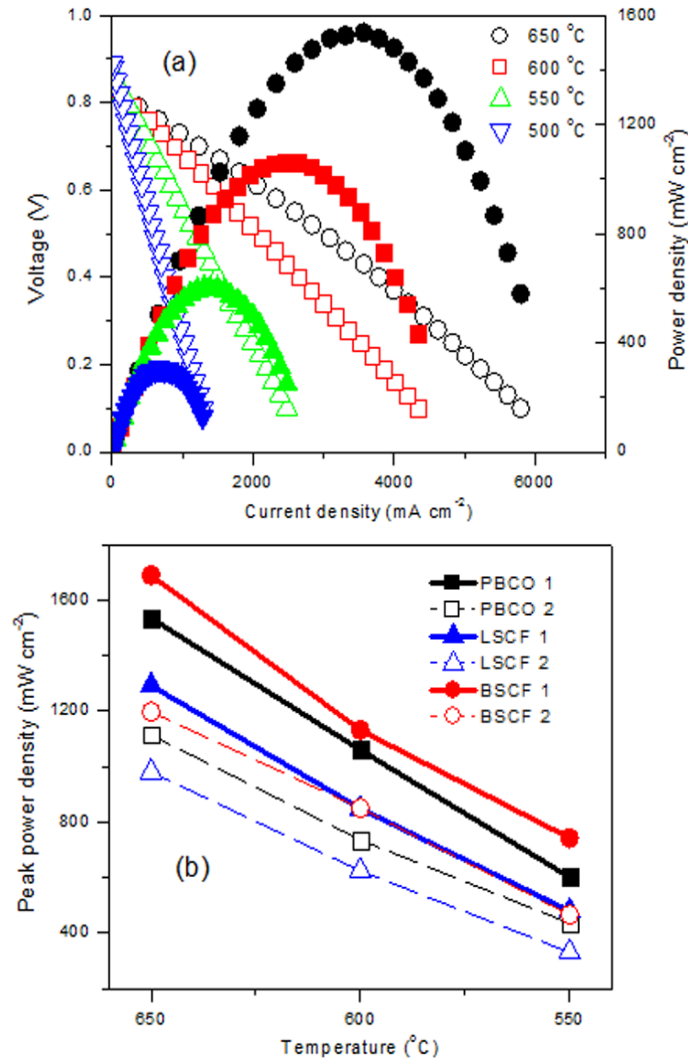 (a)
650 °C
600 °C
550 °C
500 °C
1.0
0.8
0.6
0.4
0.2
0.0
Voltage (V)
1600
1200
800
400
0
Power density (mW cm-2)
0
2000
4000
6000
Current density (mA cm-2)
(b)
PBCO 1
PBCO 2
LSCF 1
LSCF 2
BSCF 1
BSCF 2
1600
1200
800
400
Peak power density (mW cm-2)
650
600
550
Temperature (°C)